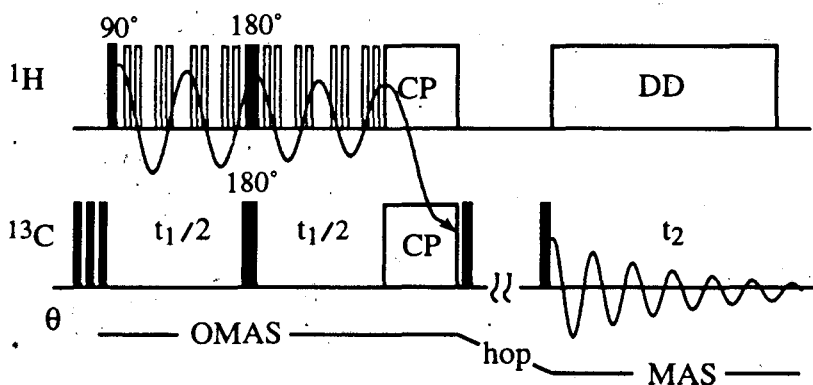 90° 180°
¹H CP DD
180°
¹³C t₁/2 t₁/2 CP t₂
θ OMAS hop MAS